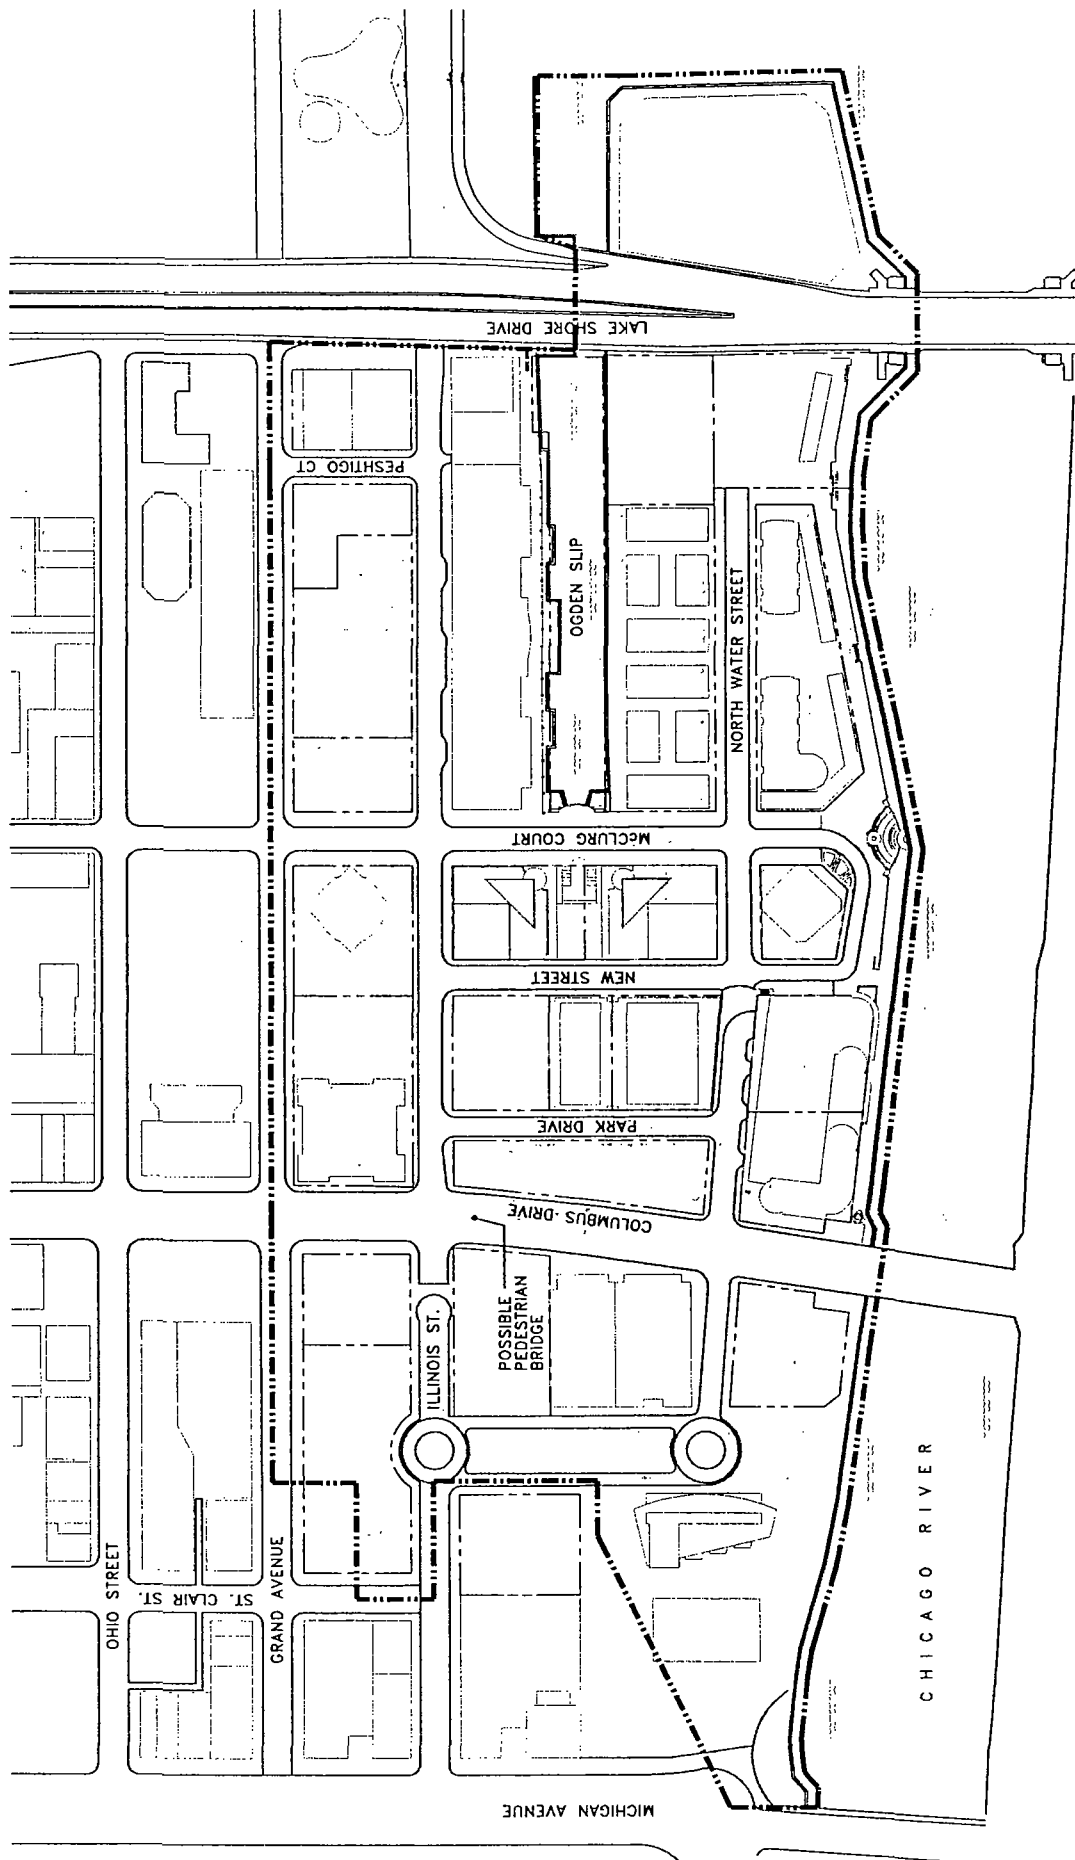 LAKE SHORE DRIVE
PESHTIGO CT
OGDEN SLIP
NORTH WATER STREET
McCLURG COURT
NEW STREET
PARK DRIVE
COLUMBUS DRIVE
POSSIBLE
PEDESTRIAN
BRIDGE
ILLINOIS ST.
OHIO STREET
ST. CLAIR ST.
GRAND AVENUE
CHICAGO RIVER
MICHIGAN AVENUE